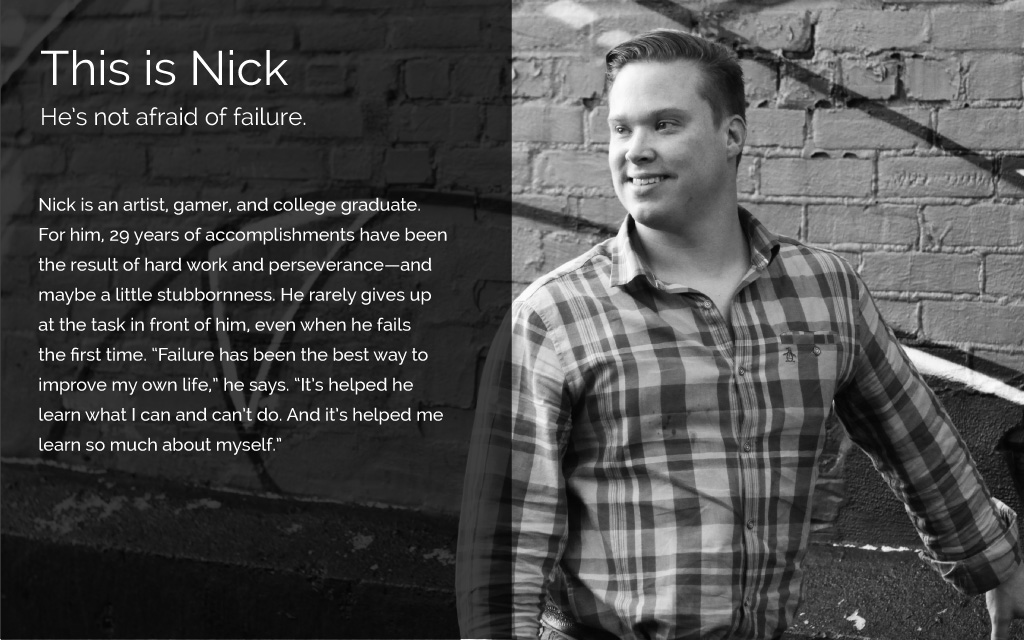 This is Nick
He's not afraid of failure.
Nick is an artist, gamer, and college graduate.
For him, 29 years of accomplishments have been
the result of hard work and perseverance—and
maybe a little stubbornness. He rarely gives up
at the task in front of him, even when he fails
the first time. “Failure has been the best way to
improve my own life,” he says. “It's helped he
learn what I can and can't do. And it's helped me
learn so much about myself.”